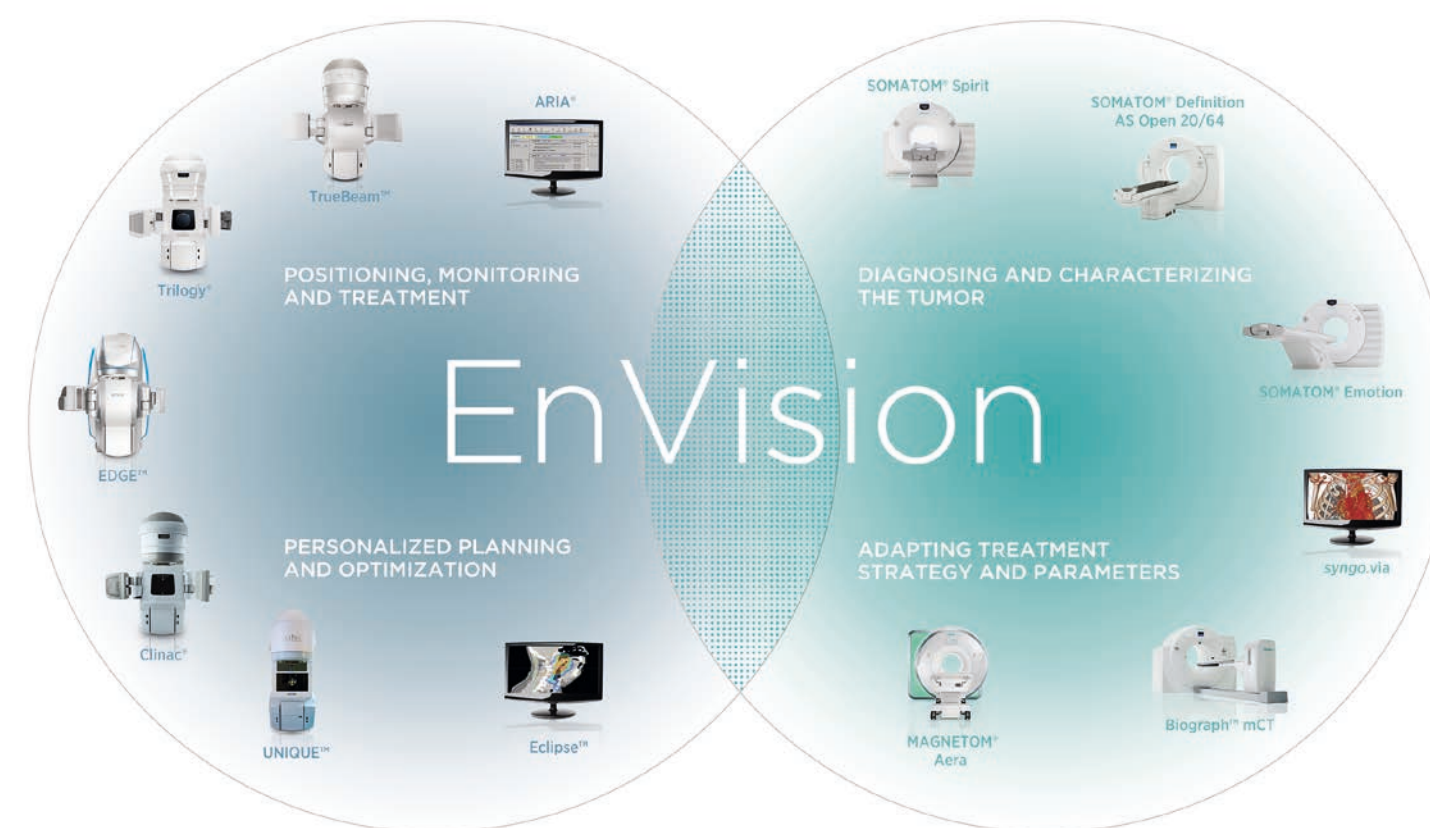 TrueBeam™
ARIA®
Trilogy®
POSITIONING, MONITORING
AND TREATMENT
EDGE™
PERSONALIZED PLANNING
AND OPTIMIZATION
Clinac®
UNIQUE™
Eclipse™
EnVision
SOMATOM® Spirit
SOMATOM® Definition
AS Open 20/64
DIAGNOSING AND CHARACTERIZING
THE TUMOR
SOMATOM® Emotion
syngo.via
ADAPTING TREATMENT
STRATEGY AND PARAMETERS
MAGNETOM®
Aera
Biograph™ mCT